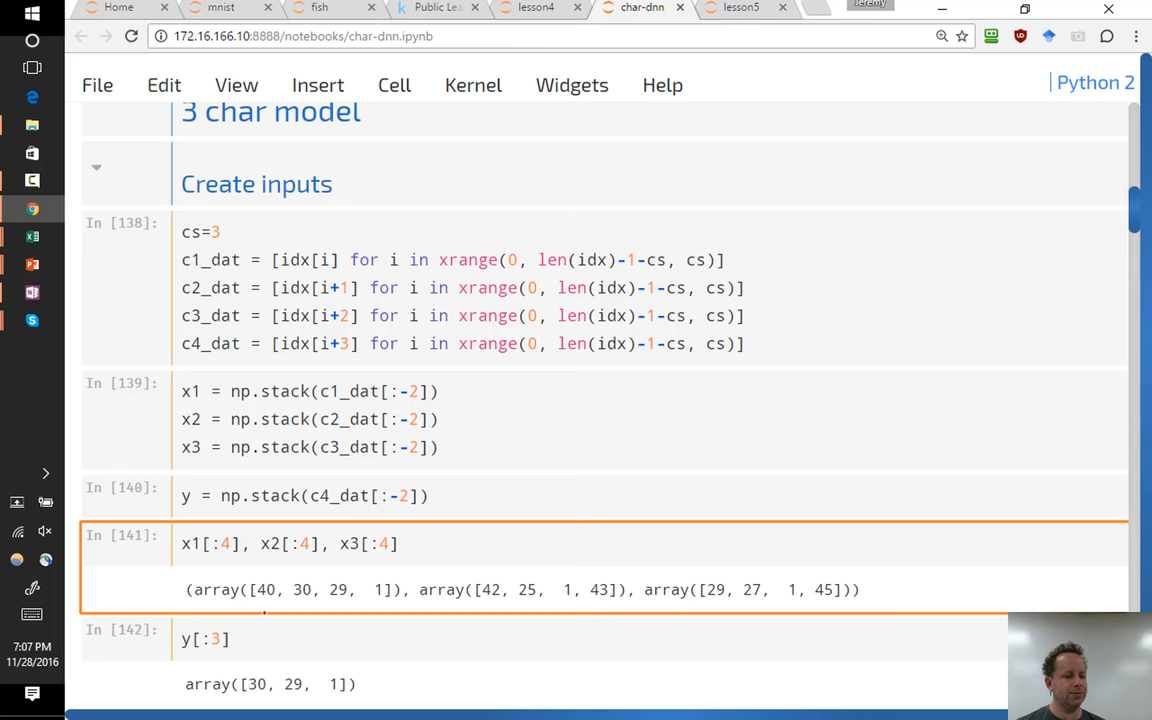 Home
mnist
fish
Public Lea
lesson4
char-dnn
lesson5
Jeremy
172.16.166.10:8888/notebooks/char-dnn.ipynb
File Edit View Insert Cell Kernel Widgets Help Python 2
3 char model
Create inputs
In [138]:
cs=3
c1_dat = [idx[i] for i in xrange(0, len(idx)-1-cs, cs)]
c2_dat = [idx[i+1] for i in xrange(0, len(idx)-1-cs, cs)]
c3_dat = [idx[i+2] for i in xrange(0, len(idx)-1-cs, cs)]
c4_dat = [idx[i+3] for i in xrange(0, len(idx)-1-cs, cs)]
In [139]:
x1 = np.stack(c1_dat[:-2])
x2 = np.stack(c2_dat[:-2])
x3 = np.stack(c3_dat[:-2])
In [140]:
y = np.stack(c4_dat[:-2])
In [141]:
x1[:4], x2[:4], x3[:4]
(array([40, 30, 29,  1]), array([42, 25,  1, 43]), array([29, 27,  1, 45]))
In [142]:
y[:3]
array([30, 29,  1])
7:07 PM
11/28/2016